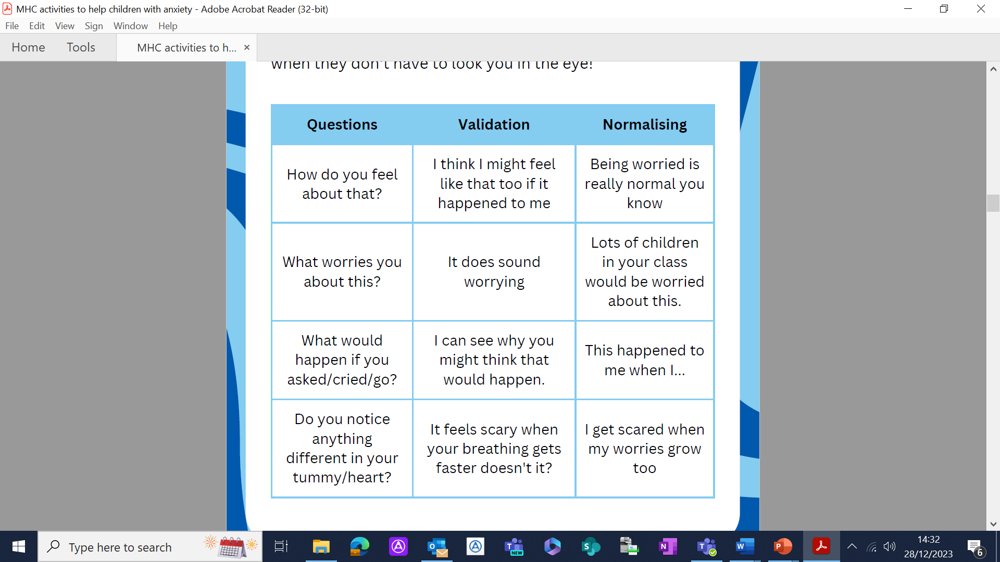 MHC activities to help children with anxiety - Adobe Acrobat Reader (32-bit)
File Edit View Sign Window Help
Home Tools MHC activities to h... ×
when they don't have to look you in the eye!
Questions Validation Normalising
How do you feel
about that?
I think I might feel
like that too if it
happened to me
Being worried is
really normal you
know
What worries you
about this?
It does sound
worrying
Lots of children
in your class
would be worried
about this.
What would
happen if you
asked/cried/go?
I can see why you
might think that
would happen.
This happened to
me when I...
Do you notice
anything
different in your
tummy/heart?
It feels scary when
your breathing gets
faster doesn't it?
I get scared when
my worries grow
too
Type here to search
O
A
T
NEW
S
N
T
W
P
14:32
28/12/2023
6